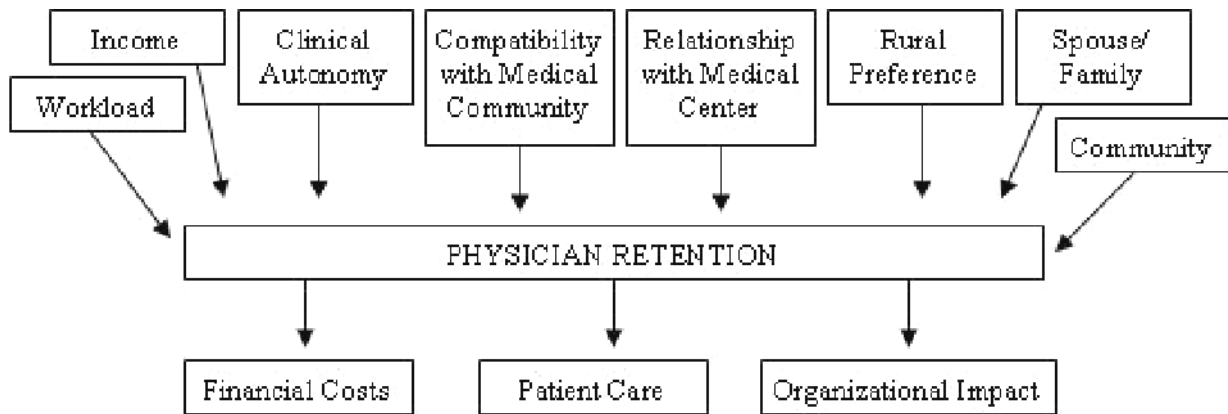 Income
Clinical
Autonomy
Compatibility
with Medical
Community
Relationship
with Medical
Center
Rural
Preference
Spouse/
Family
Workload
Community
PHYSICIAN RETENTION
Financial Costs
Patient Care
Organizational Impact